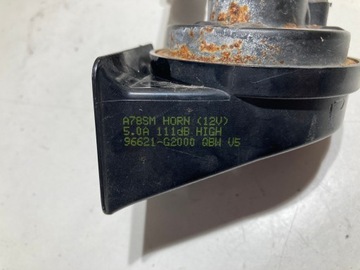 A78SM HORN (12V)
5.0A 111dB HIGH
96621-G2000 QBW V5